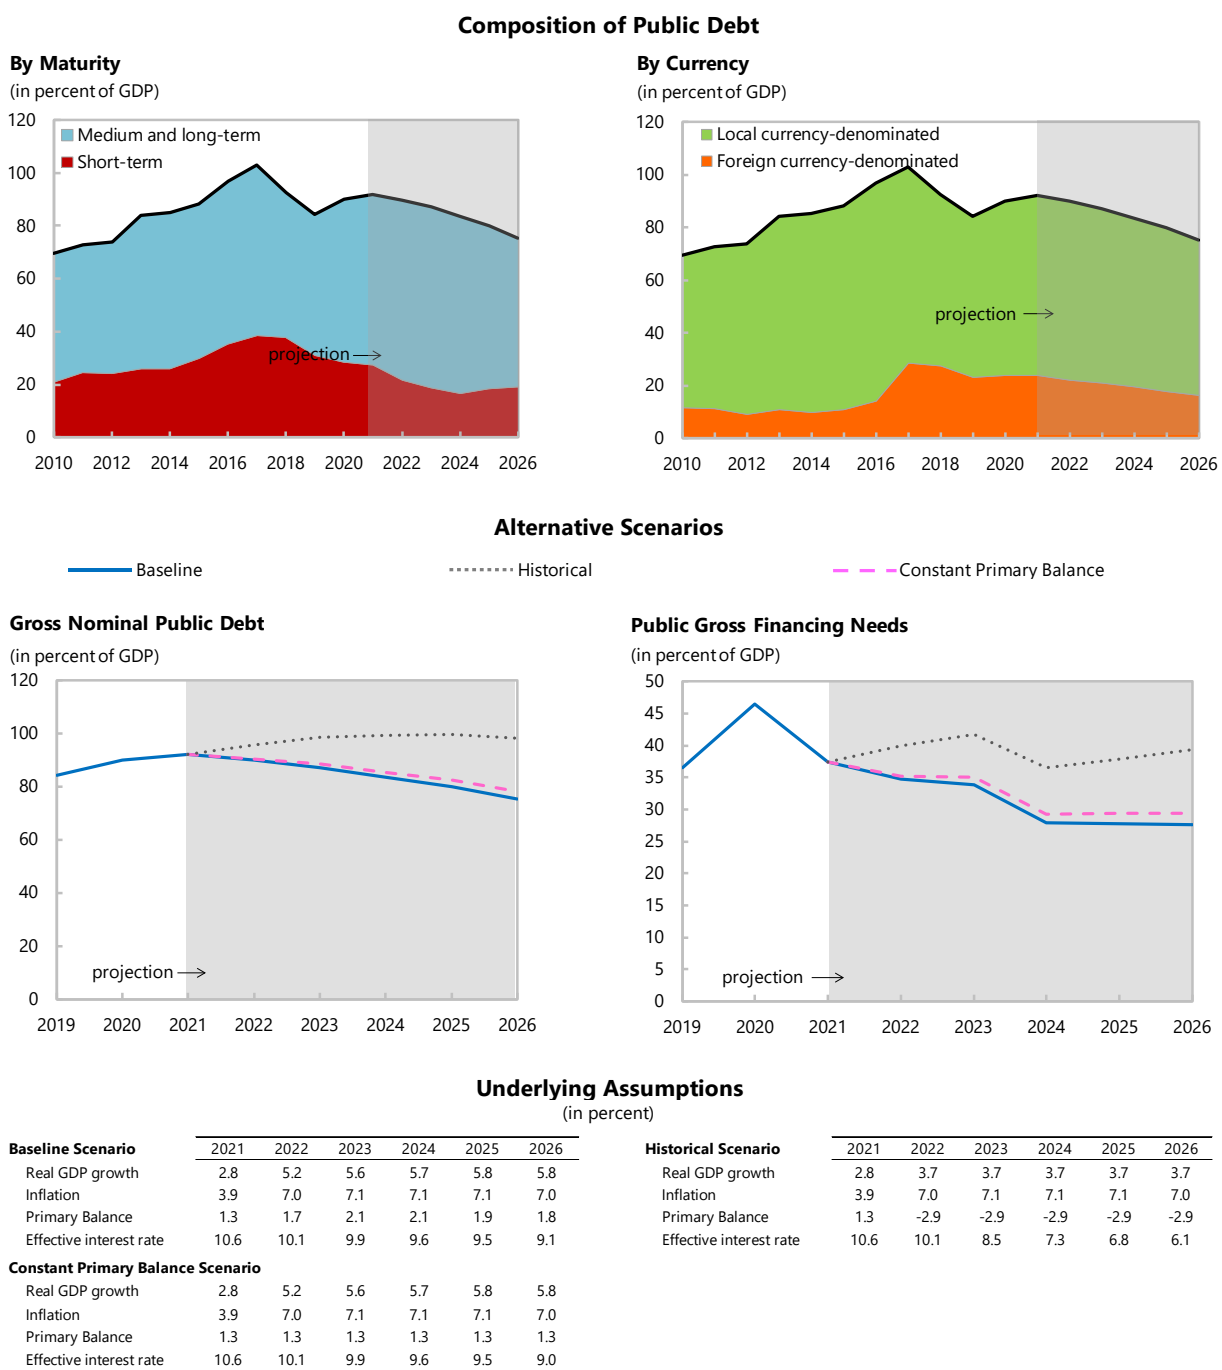 Composition of Public Debt
By Maturity
(in percent of GDP)
120
100
80
60
40
20
0
Medium and long-term
Short-term
projection
2010 2012 2014 2016 2018 2020 2022 2024 2026
By Currency
(in percent of GDP)
120
100
80
60
40
20
0
Local currency-denominated
Foreign currency-denominated
projection
2010 2012 2014 2016 2018 2020 2022 2024 2026
Alternative Scenarios
Baseline Historical Constant Primary Balance
Gross Nominal Public Debt
(in percent of GDP)
120
100
80
60
40
20
0
projection
2019 2020 2021 2022 2023 2024 2025 2026
Public Gross Financing Needs
(in percent of GDP)
50
45
40
35
30
25
20
15
10
5
0
projection
2019 2020 2021 2022 2023 2024 2025 2026
Underlying Assumptions
(in percent)
Baseline Scenario 2021 2022 2023 2024 2025 2026
Real GDP growth 2.8 5.2 5.6 5.7 5.8 5.8
Inflation 3.9 7.0 7.1 7.1 7.1 7.0
Primary Balance 1.3 1.7 2.1 2.1 1.9 1.8
Effective interest rate 10.6 10.1 9.9 9.6 9.5 9.1
Constant Primary Balance Scenario
Real GDP growth 2.8 5.2 5.6 5.7 5.8 5.8
Inflation 3.9 7.0 7.1 7.1 7.1 7.0
Primary Balance 1.3 1.3 1.3 1.3 1.3 1.3
Effective interest rate 10.6 10.1 9.9 9.6 9.5 9.0
Historical Scenario 2021 2022 2023 2024 2025 2026
Real GDP growth 2.8 3.7 3.7 3.7 3.7 3.7
Inflation 3.9 7.0 7.1 7.1 7.1 7.0
Primary Balance 1.3 -2.9 -2.9 -2.9 -2.9 -2.9
Effective interest rate 10.6 10.1 8.5 7.3 6.8 6.1